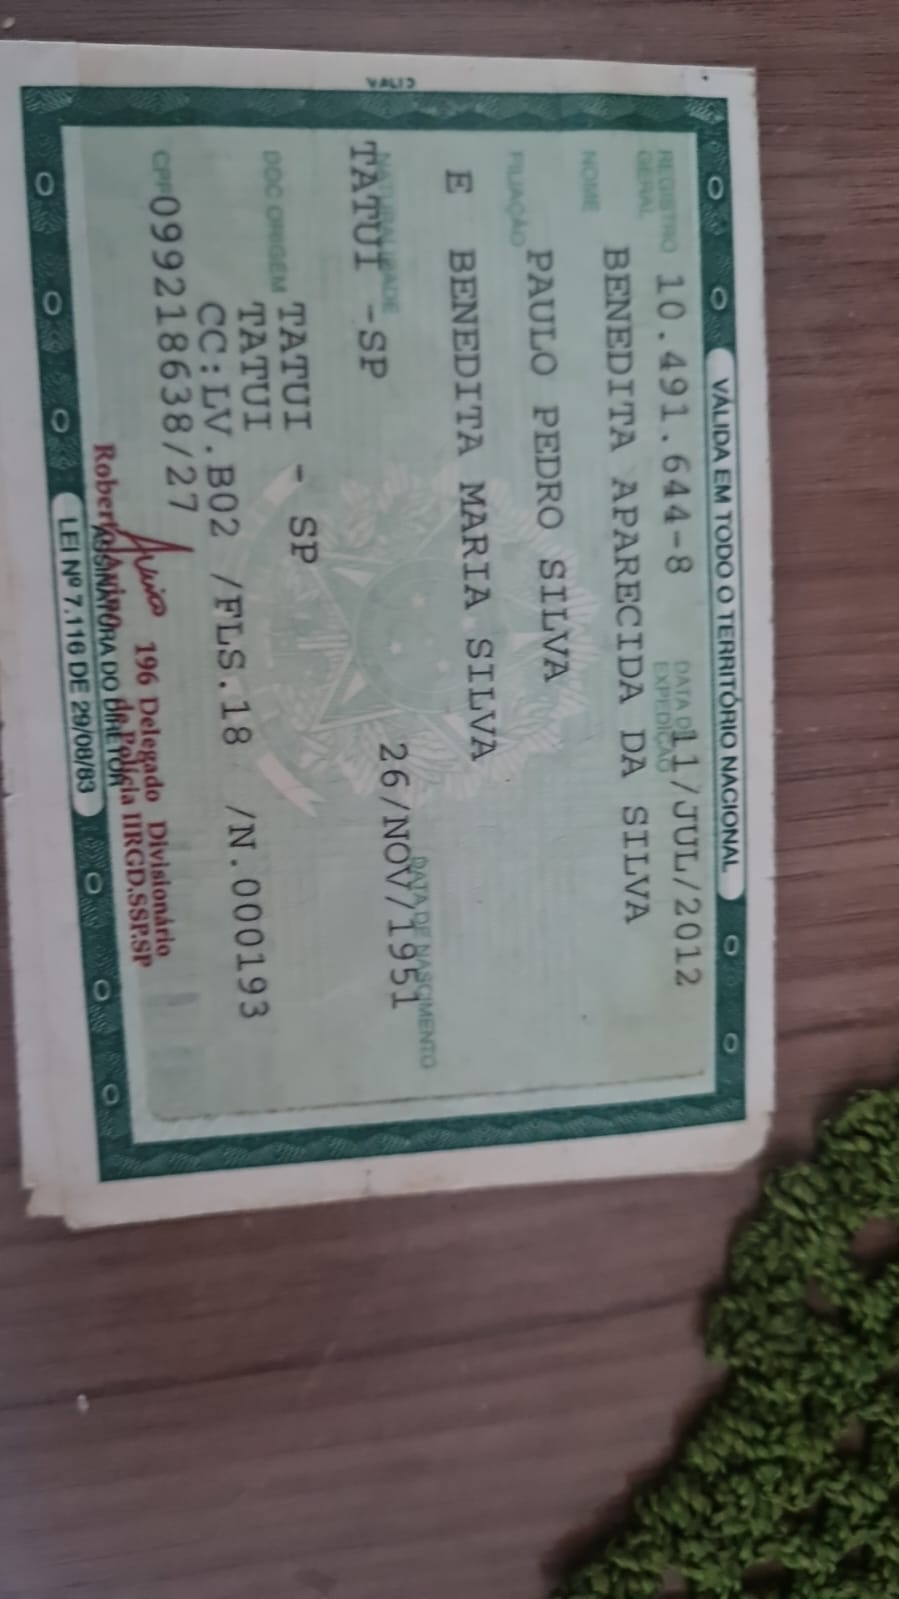 VALID
VÁLIDA EM TODO O TERRITÓRIO NACIONAL
REGISTRO GERAL 10.491.644-8 DATA DE EXPEDIÇÃO 11/JUL/2012
NOME BENEDITA APARECIDA DA SILVA
FILIAÇÃO PAULO PEDRO SILVA
E BENEDITA MARIA SILVA
NATURALIDADE DATA DE NASCIMENTO
TATUI -SP 26/NOV/1951
DOC ORIGEM TATUI - SP
TATUI
CC:LV.B02 /FLS.18 /N.000193
CPF 099218638/27
196 Delegado Divisionário
de Polícia IIRGD.SSP.SP
ASSINATURA DO DIRETOR
LEI Nº 7.116 DE 29/08/83